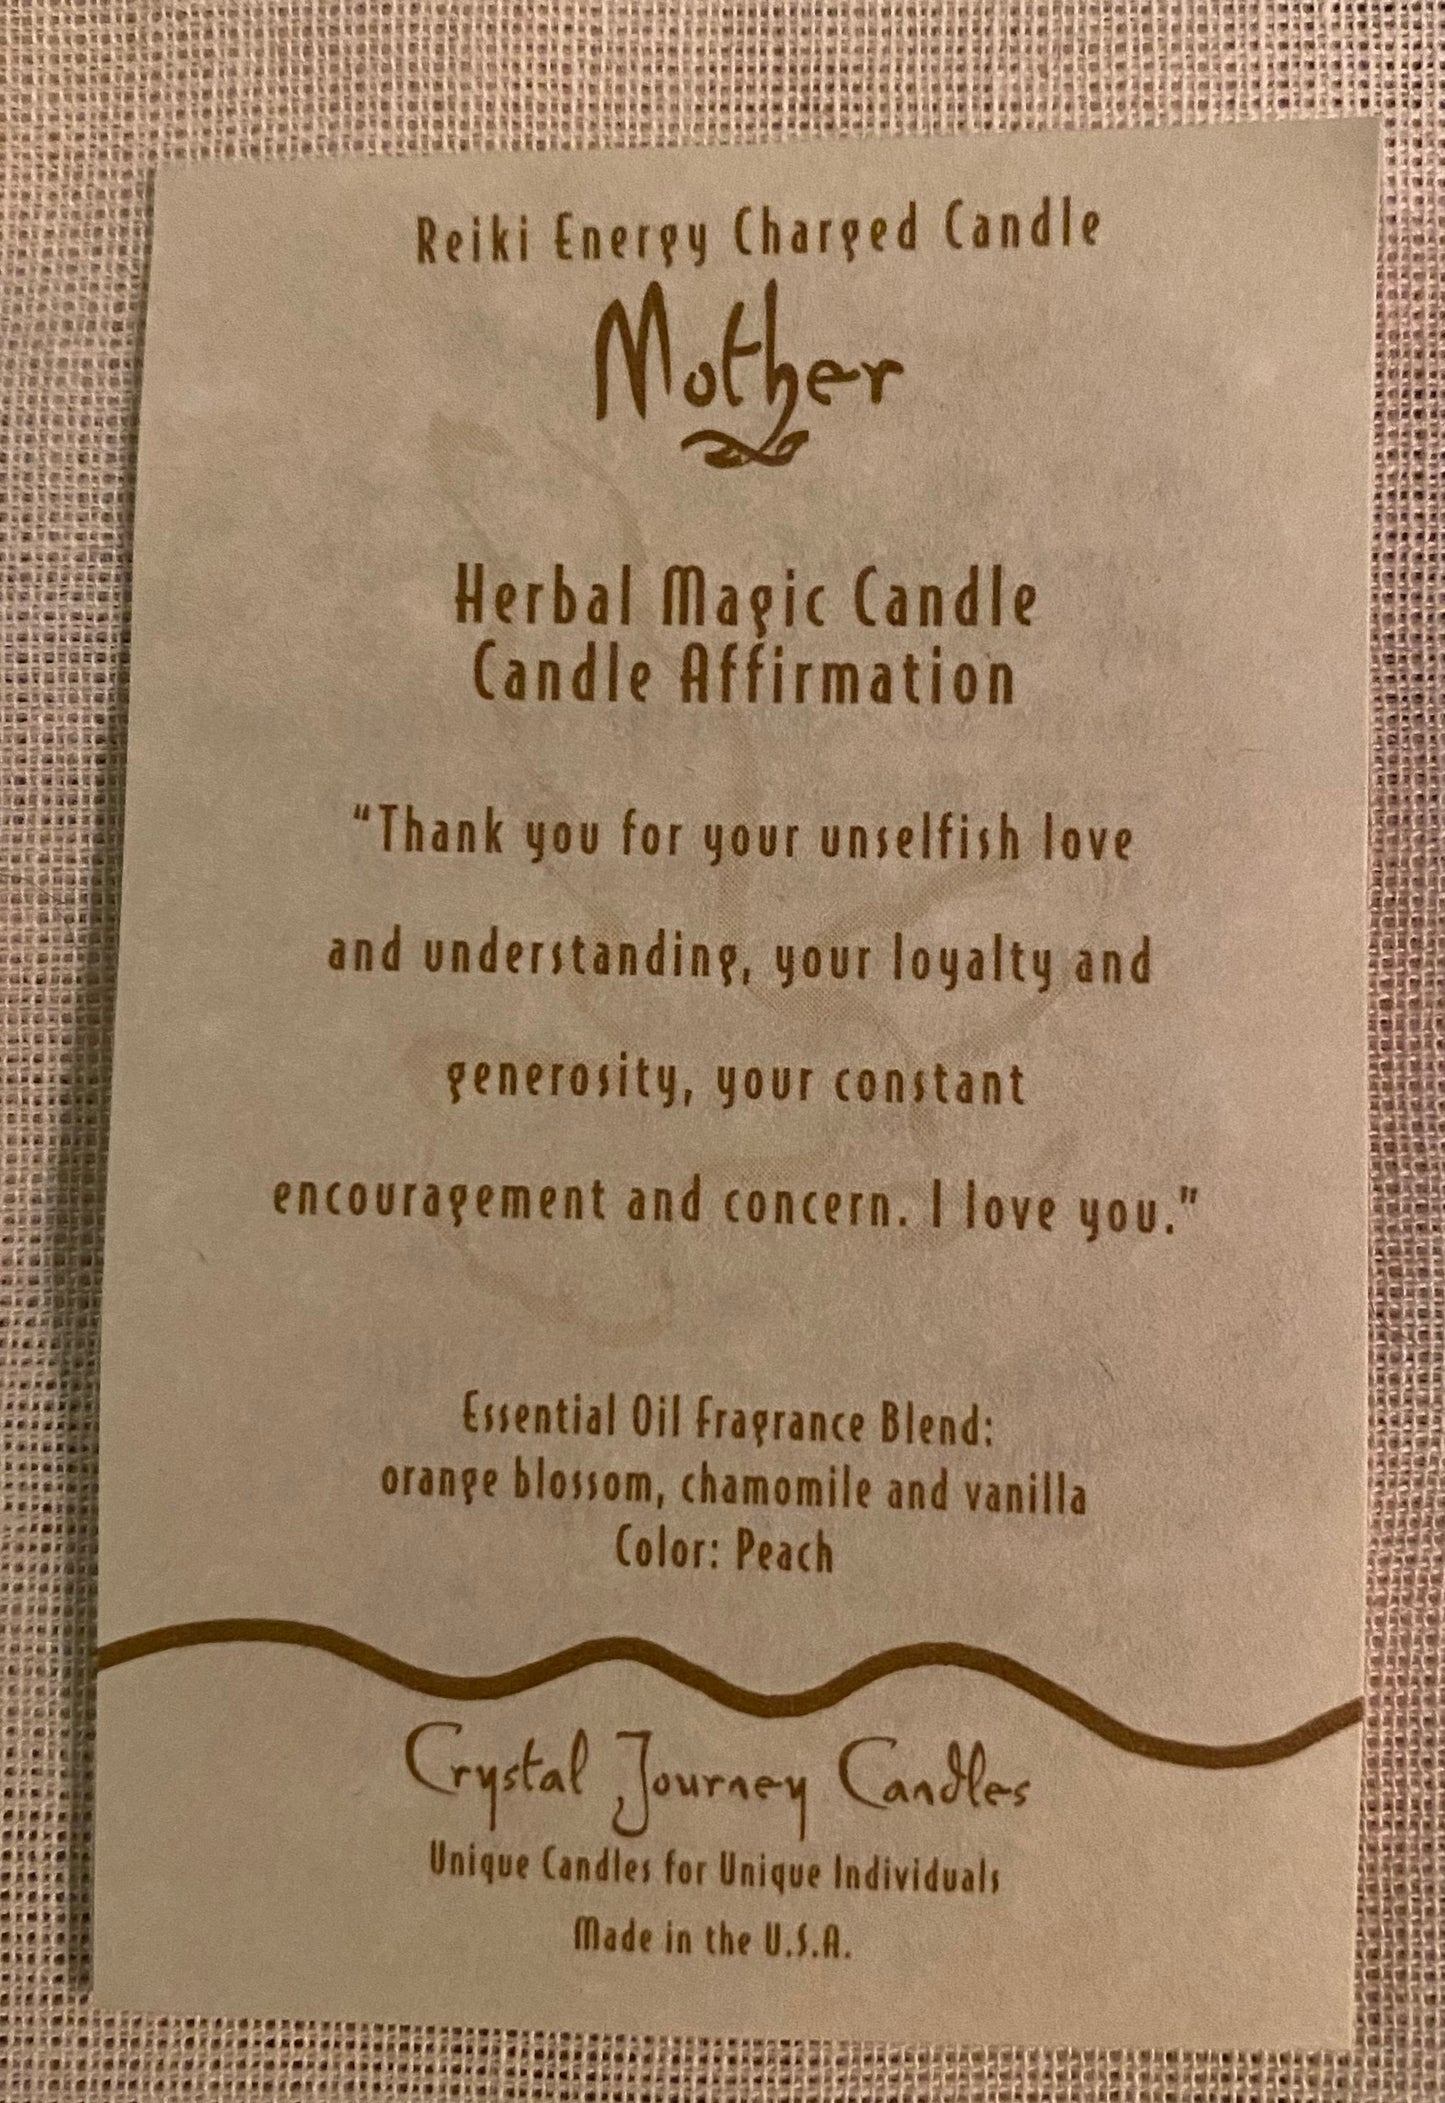 Reiki Energy Charged Candle
Mother
Herbal Magic Candle
Candle Affirmation
“Thank you for your unselfish love
and understanding, your loyalty and
generosity, your constant
encouragement and concern. I love you.”
Essential Oil Fragrance Blend:
orange blossom, chamomile and vanilla
Color: Peach
Crystal Journey Candles
Unique Candles for Unique Individuals
Made in the U.S.A.